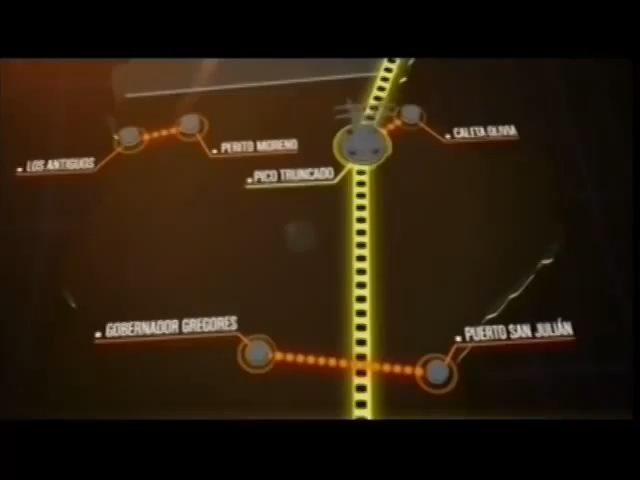 CALETA OLIVIA
PERITO MORENO
LOS ANTIGUOS
PICO TRUNCADO
GOBERNADOR GREGORES
PUERTO SAN JULIÁN